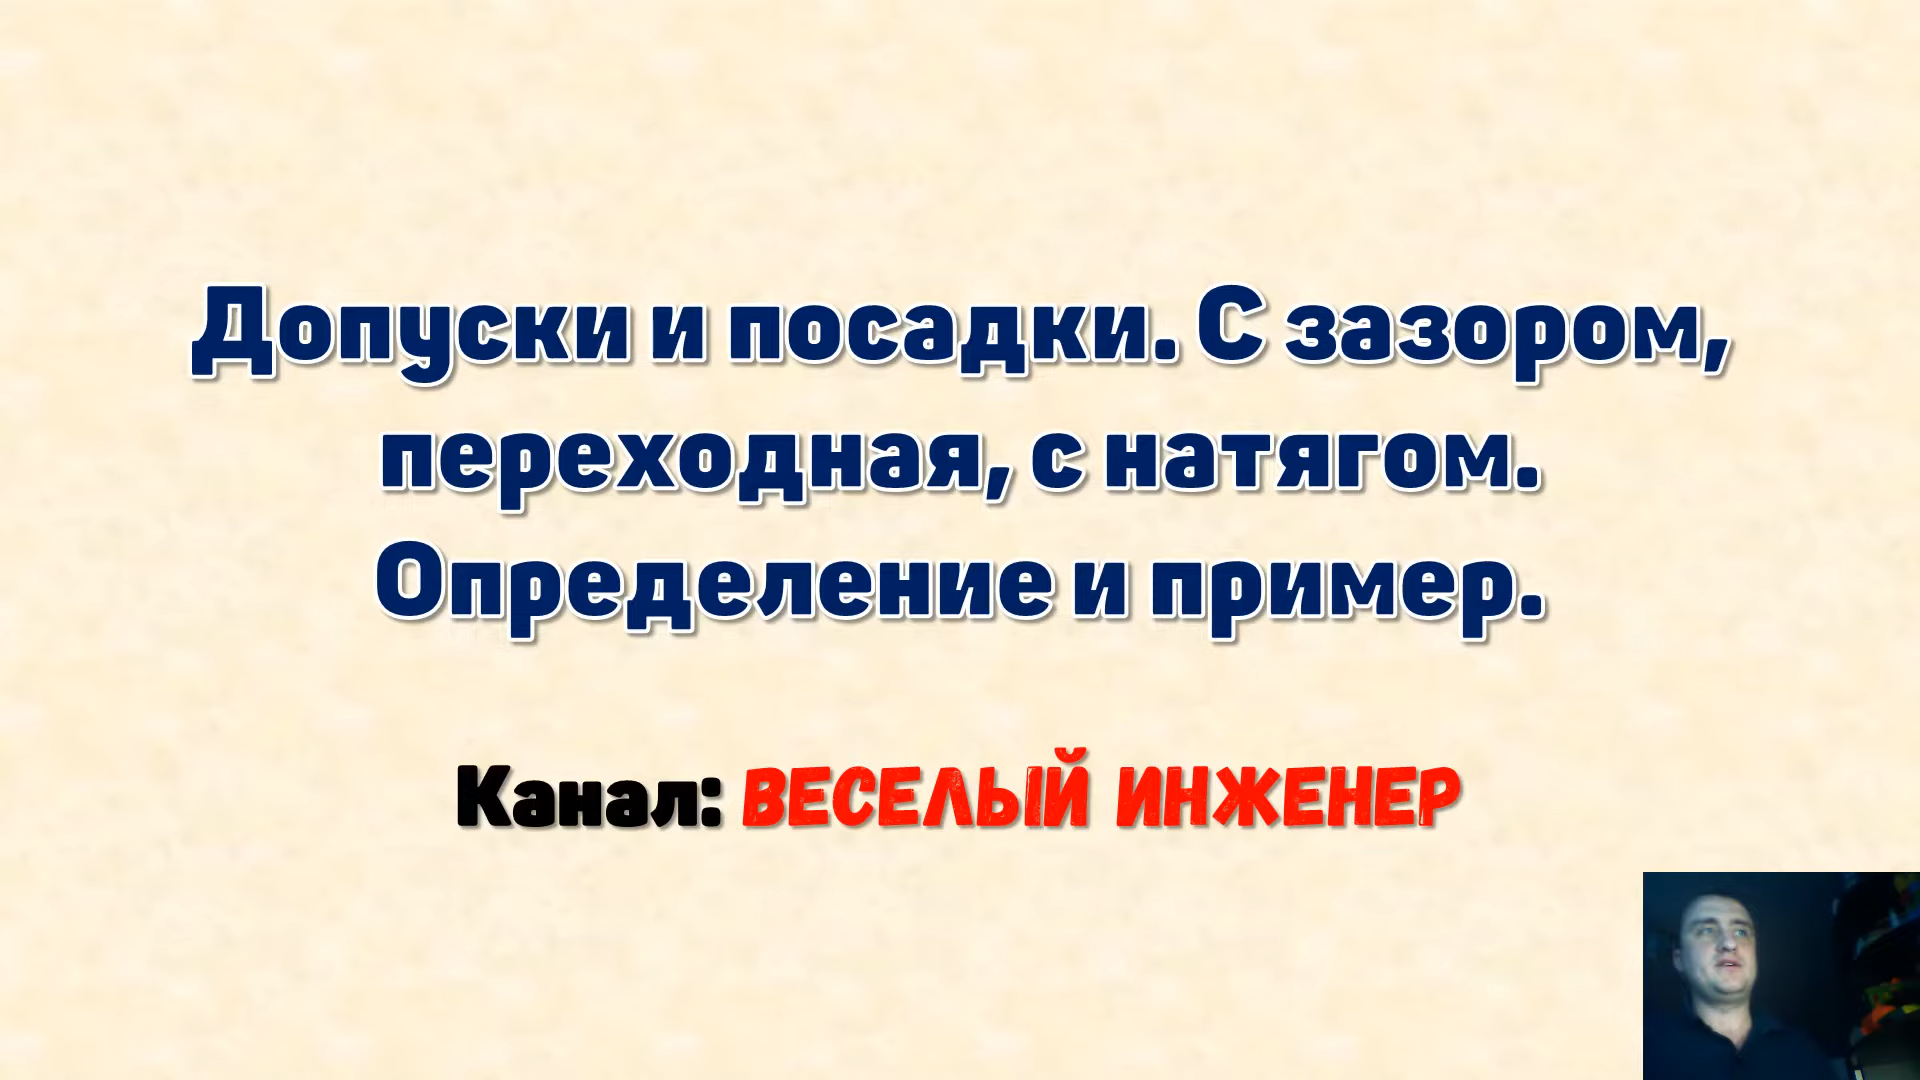 Допуски и посадки. С зазором,
переходная, с натягом.
Определение и пример.
Канал: ВЕСЕЛЫЙ ИНЖЕНЕР